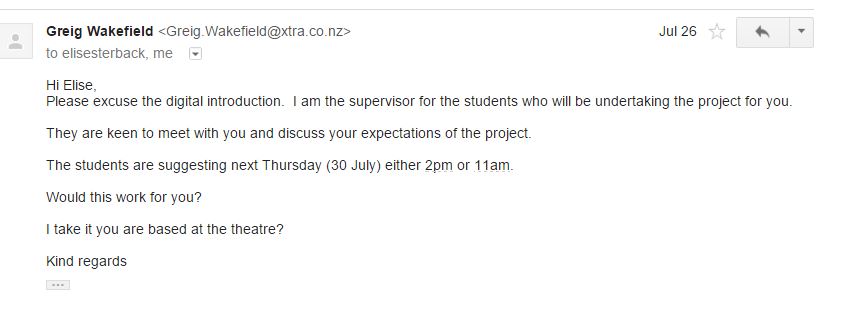 Greig Wakefield <Greig.Wakefield@xtra.co.nz> Jul 26
to elisesterback, me
Hi Elise,
Please excuse the digital introduction.  I am the supervisor for the students who will be undertaking the project for you.
They are keen to meet with you and discuss your expectations of the project.
The students are suggesting next Thursday (30 July) either 2pm or 11am.
Would this work for you?
I take it you are based at the theatre?
Kind regards